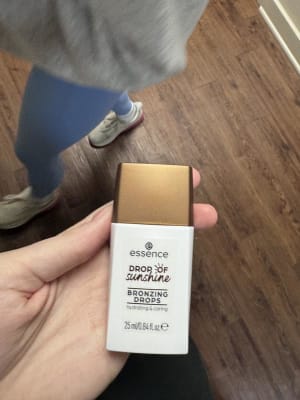 essence
DROP OF
sunshine
BRONZING
DROPS
hydrating & caring
25 ml/0.84 fl.oz ℮